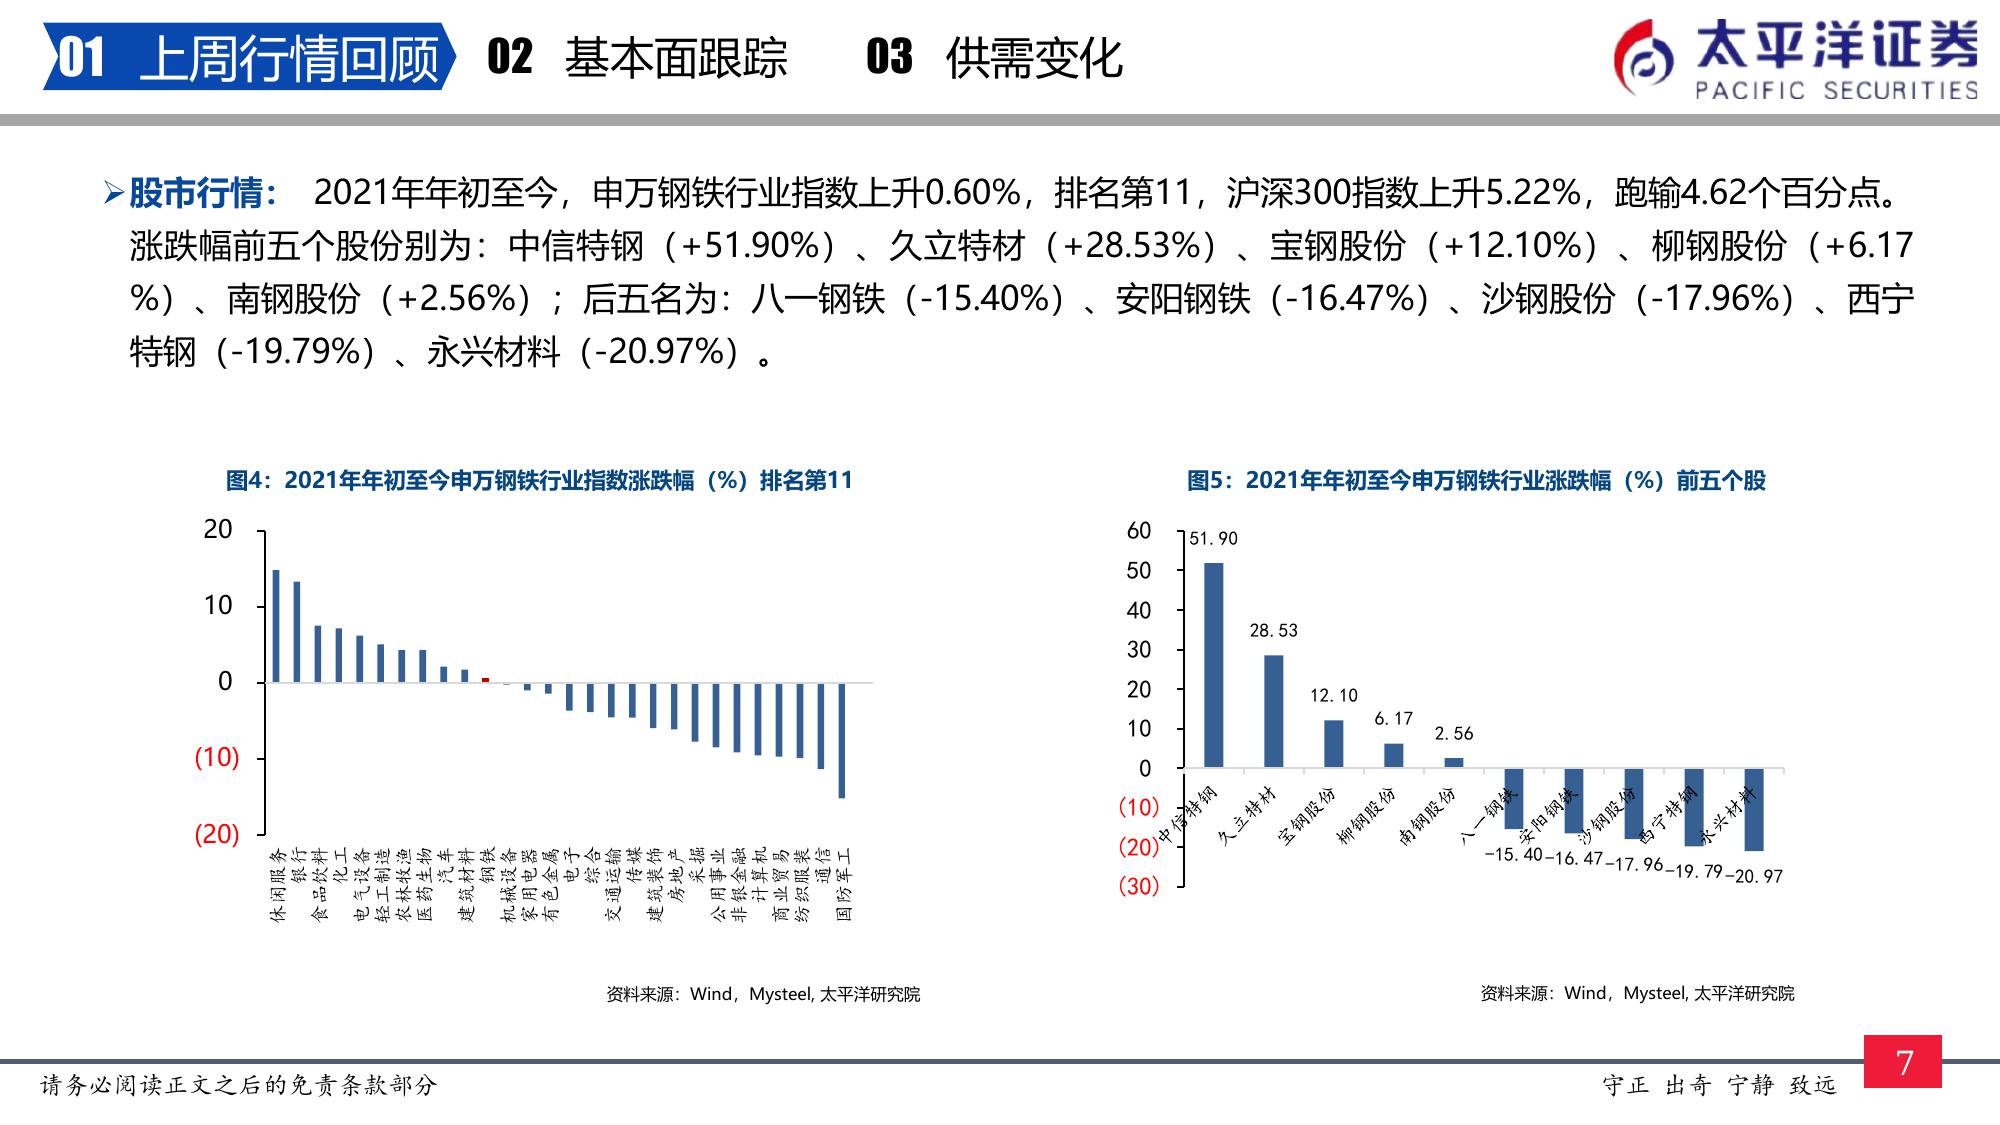 01 上周行情回顾 02 基本面跟踪 03 供需变化
太平洋证券
PACIFIC SECURITIES
➢股市行情： 2021年年初至今，申万钢铁行业指数上升0.60%，排名第11，沪深300指数上升5.22%，跑输4.62个百分点。
涨跌幅前五个股份别为：中信特钢（+51.90%）、久立特材（+28.53%）、宝钢股份（+12.10%）、柳钢股份（+6.17
%）、南钢股份（+2.56%）；后五名为：八一钢铁（-15.40%）、安阳钢铁（-16.47%）、沙钢股份（-17.96%）、西宁
特钢（-19.79%）、永兴材料（-20.97%）。
图4：2021年年初至今申万钢铁行业指数涨跌幅（%）排名第11
20
10
0
(10)
(20)
休闲服务
银行
食品饮料
化工
电气设备
轻工制造
农林牧渔
医药生物
汽车
建筑材料
钢铁
机械设备
家用电器
有色金属
电子
综合
交通运输
传媒
建筑装饰
房地产
采掘
公用事业
非银金融
计算机
商业贸易
纺织服装
通信
国防军工
资料来源：Wind，Mysteel, 太平洋研究院
图5：2021年年初至今申万钢铁行业涨跌幅（%）前五个股
60
50
40
30
20
10
0
(10)
(20)
(30)
51.90
28.53
12.10
6.17
2.56
-15.40
-16.47
-17.96
-19.79
-20.97
中信特钢
久立特材
宝钢股份
柳钢股份
南钢股份
八一钢铁
安阳钢铁
沙钢股份
西宁特钢
永兴材料
资料来源：Wind，Mysteel, 太平洋研究院
请务必阅读正文之后的免责条款部分
守正 出奇 宁静 致远
7